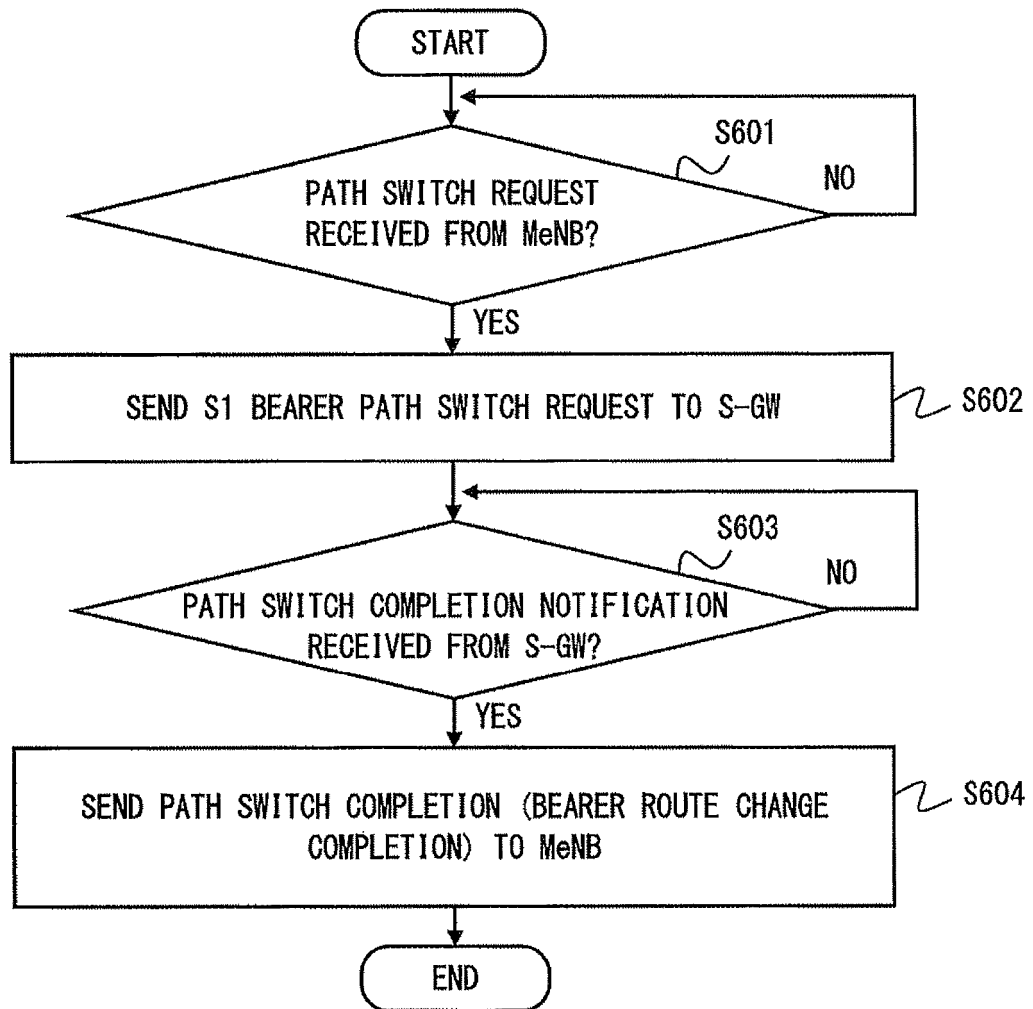 START
S601
PATH SWITCH REQUEST
RECEIVED FROM MeNB?
NO
YES
SEND S1 BEARER PATH SWITCH REQUEST TO S-GW
S602
S603
NO
PATH SWITCH COMPLETION NOTIFICATION
RECEIVED FROM S-GW?
YES
SEND PATH SWITCH COMPLETION (BEARER ROUTE CHANGE
COMPLETION) TO MeNB
S604
END